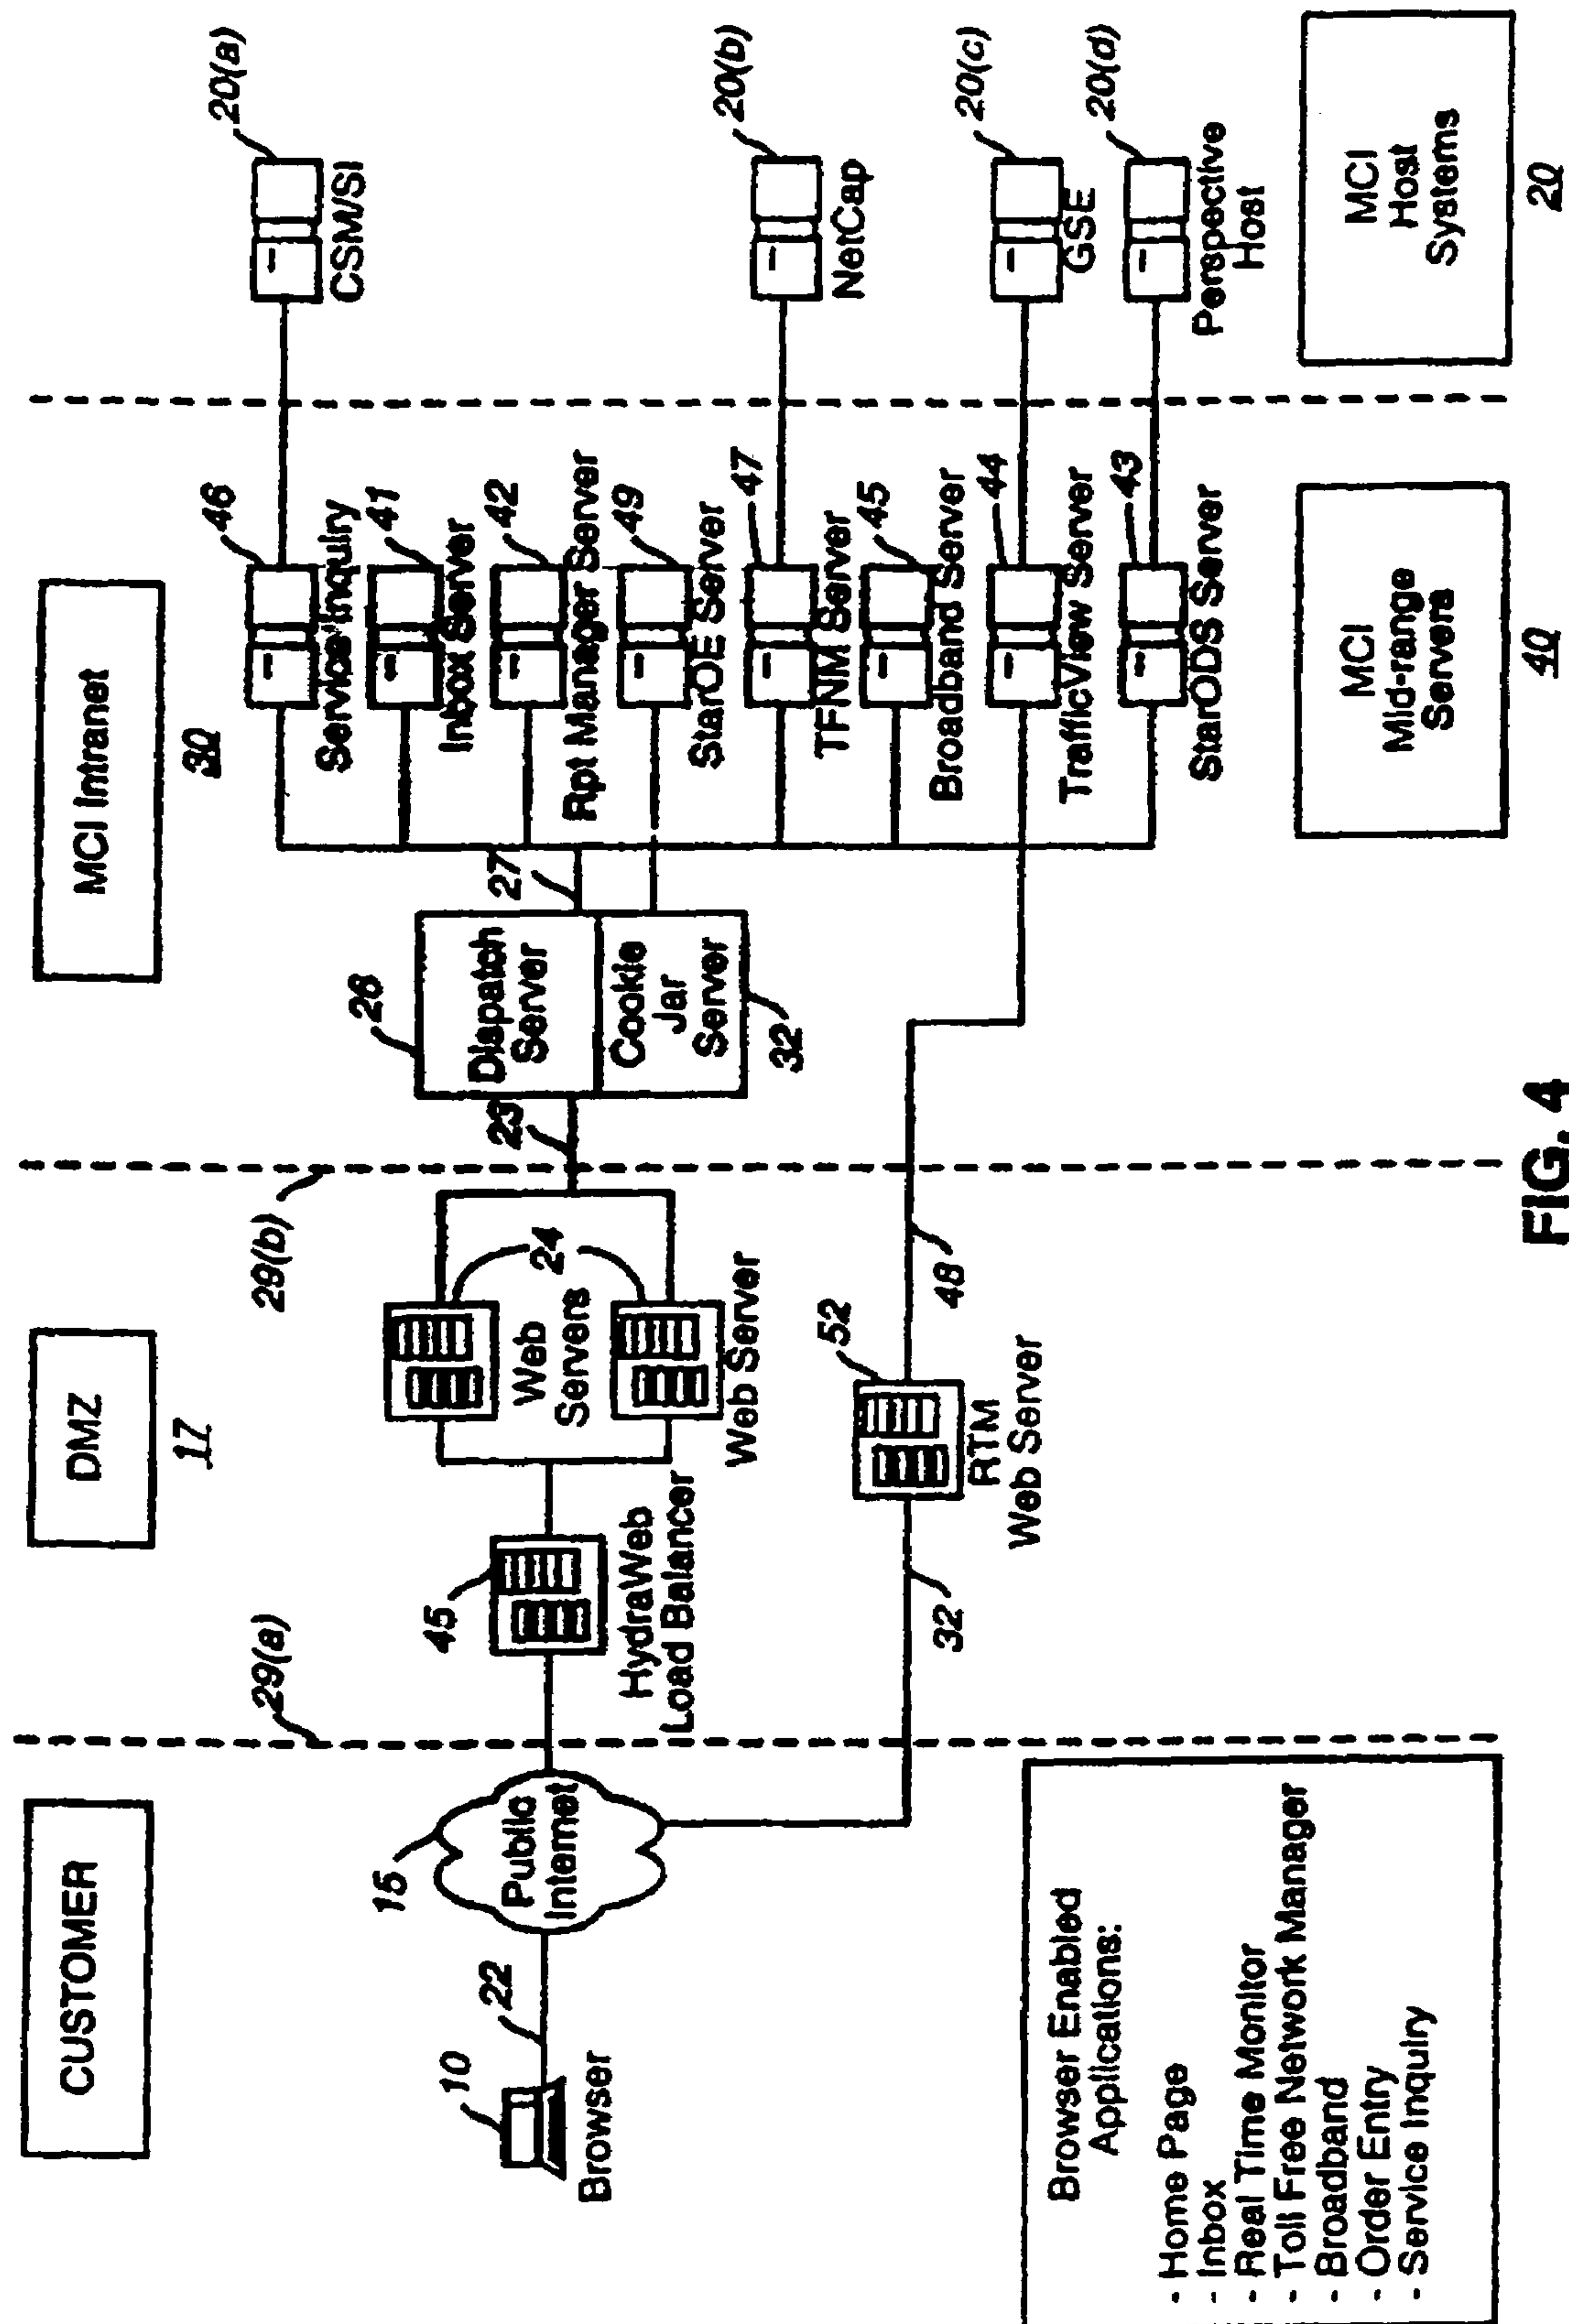 CUSTOMER
DMZ
17
MCI Intranet
30
29(a)
29(b)
10
22
Browser
15
Public
Internet
45
HydraWeb
Load Balancer
24
Web
Servers
Web Server
52
RTM
Web Server
32
48
23
26
Dispatch
Server
Cookie
Jar
Server
32
27
46
Service Inquiry
41
Inbox Server
42
Rpt Manager Server
49
StarOE Server
47
TFNM Server
45
Broadband Server
44
TrafficView Server
43
StarODS Server
20(a)
CSM/SI
20(b)
NetCap
20(c)
GSE
20(d)
Perspective
Host
Browser Enabled
Applications:
- Home Page
- Inbox
- Real Time Monitor
- Toll Free Network Manager
- Broadband
- Order Entry
- Service Inquiry
MCI
Mid-range
Servers
40
MCI
Host
Systems
20
FIG. 4